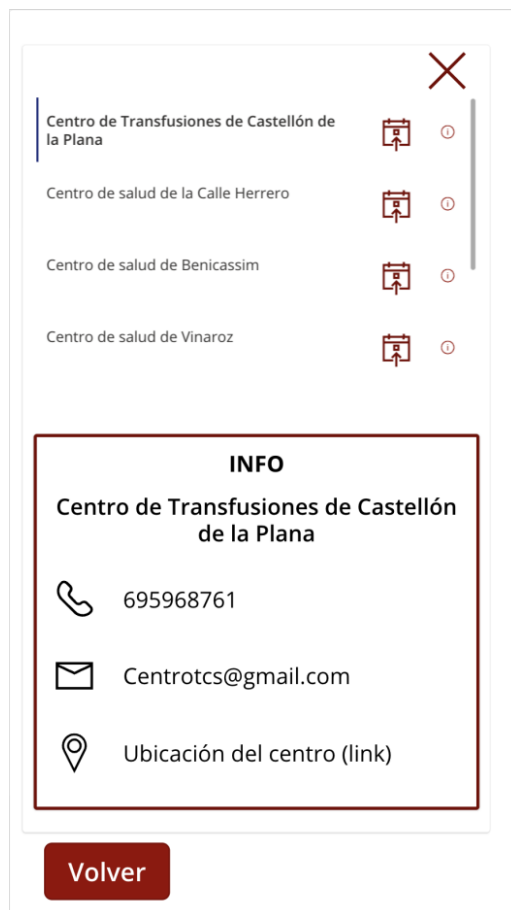 Centro de Transfusiones de Castellón de
la Plana
Centro de salud de la Calle Herrero
Centro de salud de Benicassim
Centro de salud de Vinaroz
INFO
Centro de Transfusiones de Castellón
de la Plana
695968761
Centrotcs@gmail.com
Ubicación del centro (link)
Volver